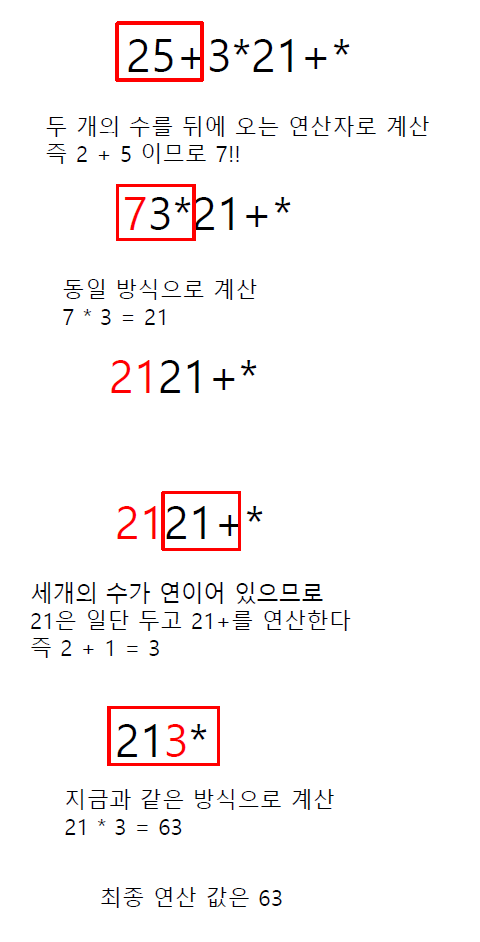 25+3*21+*
두 개의 수를 뒤에 오는 연산자로 계산
즉 2 + 5 이므로 7!!
73*21+*
동일 방식으로 계산
7 * 3 = 21
2121+*
2121+*
세개의 수가 연이어 있으므로
21은 일단 두고 21+를 연산한다
즉 2 + 1 = 3
213*
지금과 같은 방식으로 계산
21 * 3 = 63
최종 연산 값은 63